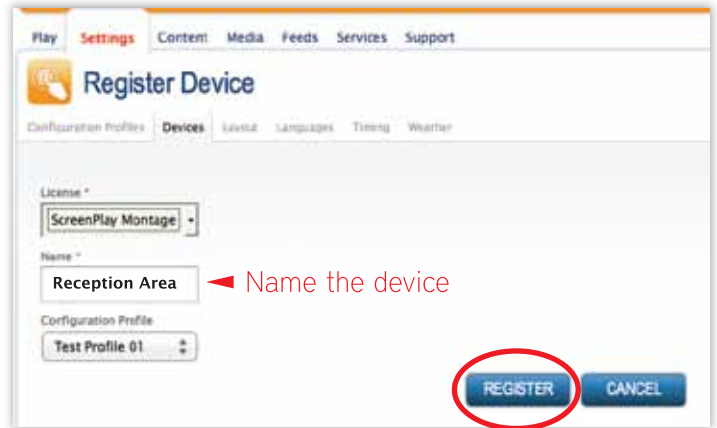 Play Settings Content Media Feeds Services Support
Register Device
Configuration Profiles Devices Layout Languages Timing Weather
License *
ScreenPlay Montage
Name *
Reception Area
Name the device
Configuration Profile
Test Profile 01
REGISTER CANCEL